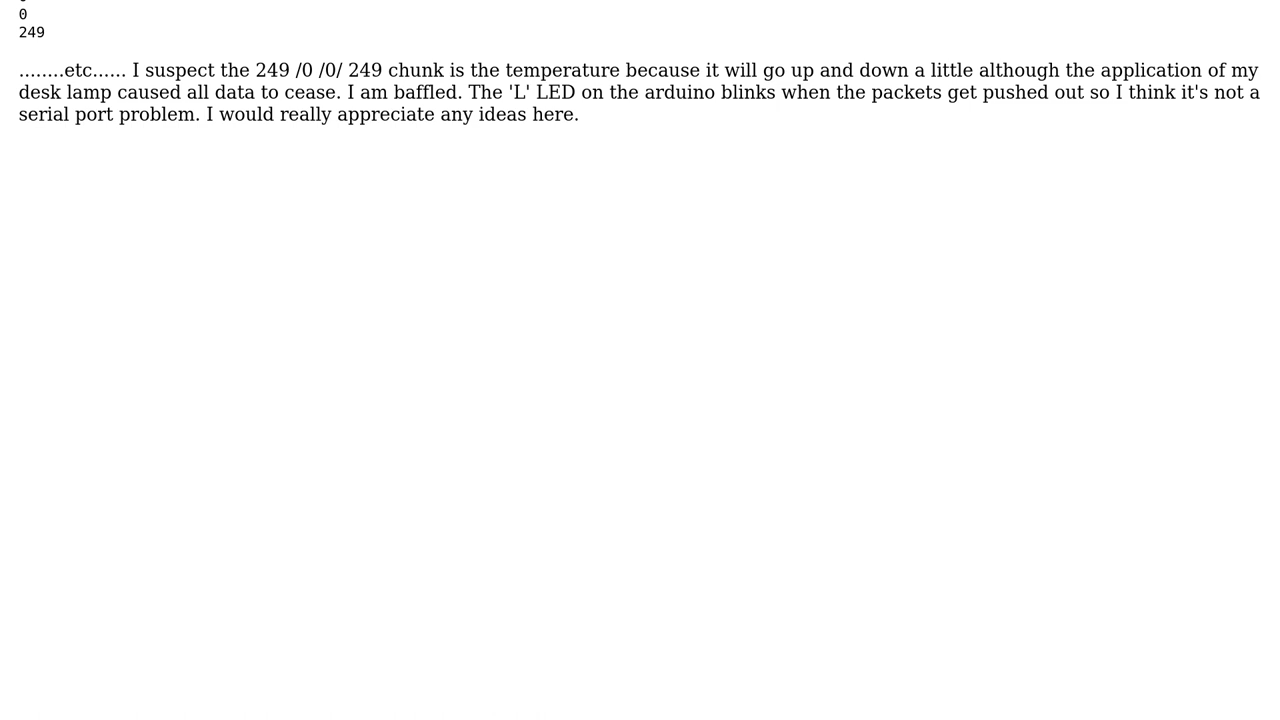 0
249
........etc...... I suspect the 249 /0 /0/ 249 chunk is the temperature because it will go up and down a little although the application of my
desk lamp caused all data to cease. I am baffled. The 'L' LED on the arduino blinks when the packets get pushed out so I think it's not a
serial port problem. I would really appreciate any ideas here.